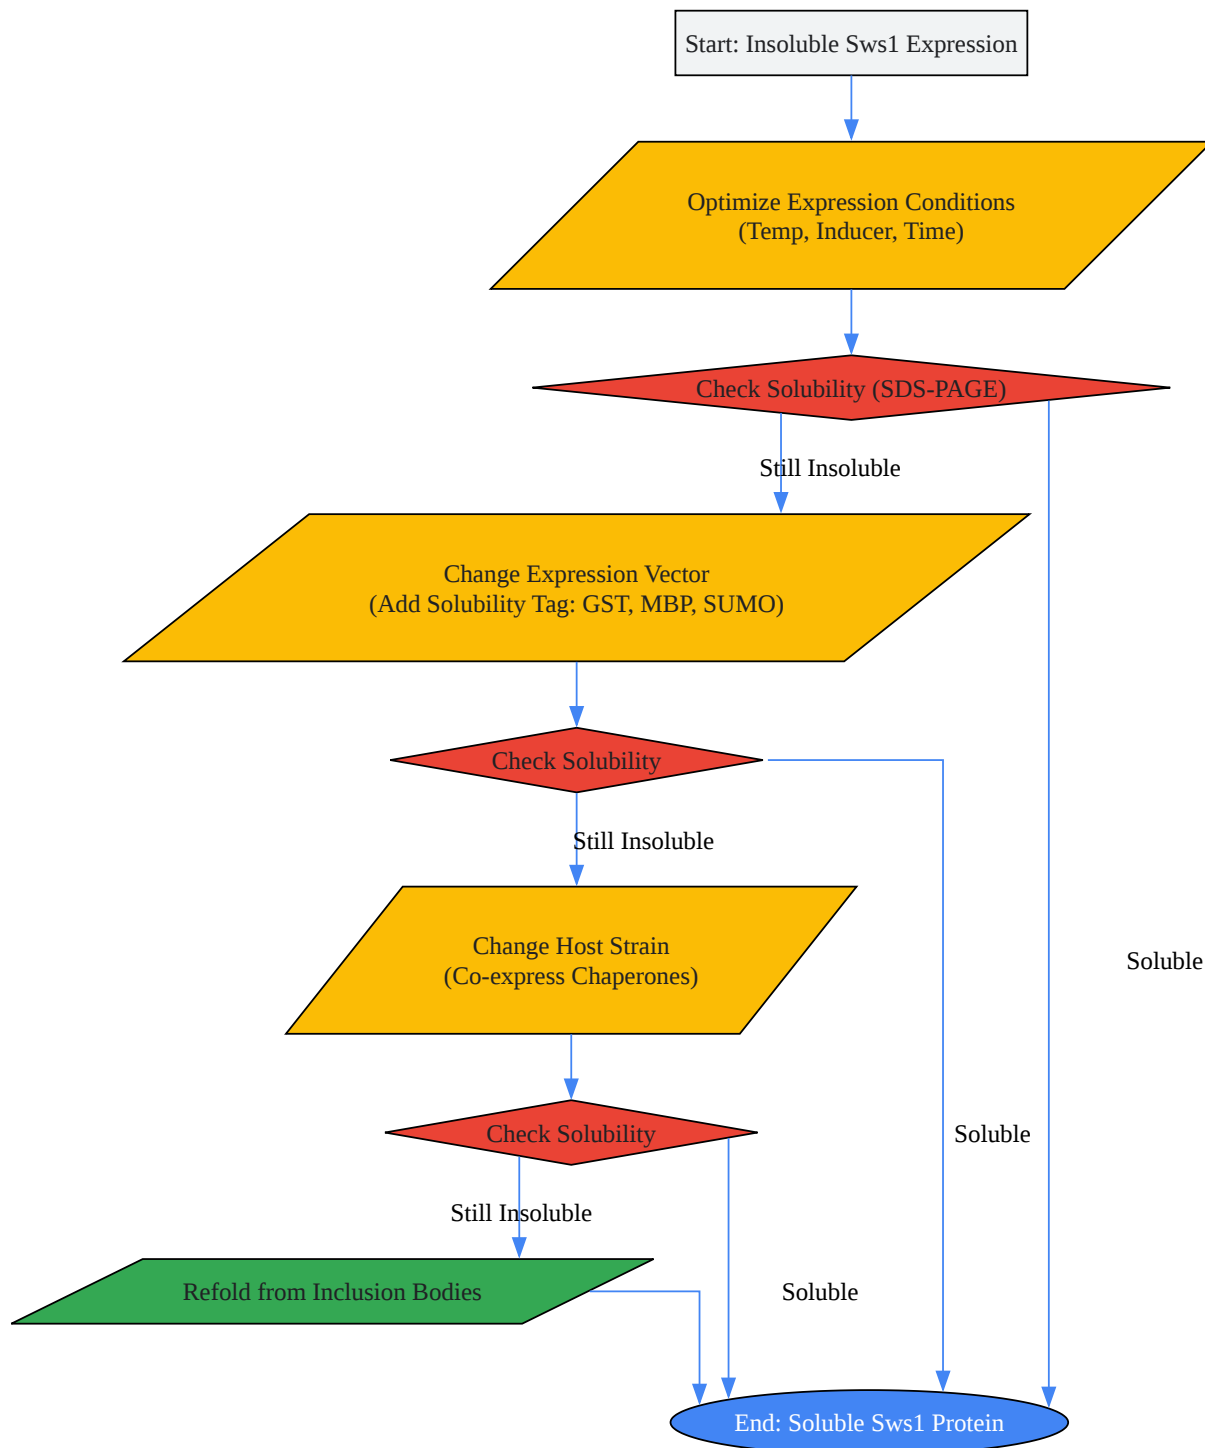 Start: Insoluble Sws1 Expression
Optimize Expression Conditions
(Temp, Inducer, Time)
Check Solubility (SDS-PAGE)
Still Insoluble
Change Expression Vector
(Add Solubility Tag: GST, MBP, SUMO)
Check Solubility
Still Insoluble
Change Host Strain
(Co-express Chaperones)
Soluble
Check Solubility
Soluble
Still Insoluble
Refold from Inclusion Bodies
Soluble
End: Soluble Sws1 Protein